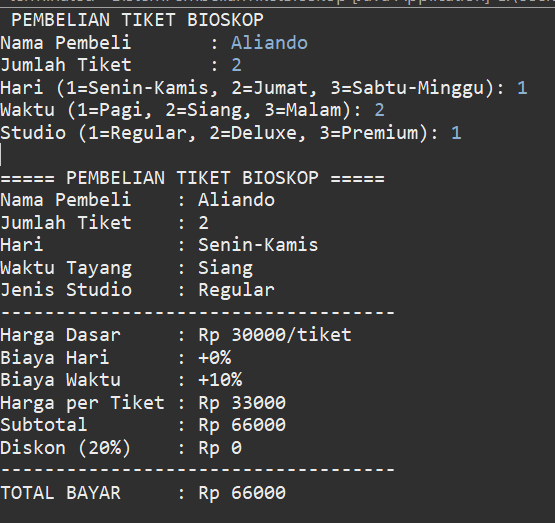 PEMBELIAN TIKET BIOSKOP
Nama Pembeli       : Aliando
Jumlah Tiket       : 2
Hari (1=Senin-Kamis, 2=Jumat, 3=Sabtu-Minggu): 1
Waktu (1=Pagi, 2=Siang, 3=Malam): 2
Studio (1=Regular, 2=Deluxe, 3=Premium): 1
===== PEMBELIAN TIKET BIOSKOP =====
Nama Pembeli    : Aliando
Jumlah Tiket    : 2
Hari            : Senin-Kamis
Waktu Tayang    : Siang
Jenis Studio    : Regular
------------------------------------
Harga Dasar     : Rp 30000/tiket
Biaya Hari      : +0%
Biaya Waktu     : +10%
Harga per Tiket : Rp 33000
Subtotal        : Rp 66000
Diskon (20%)    : Rp 0
------------------------------------
TOTAL BAYAR     : Rp 66000